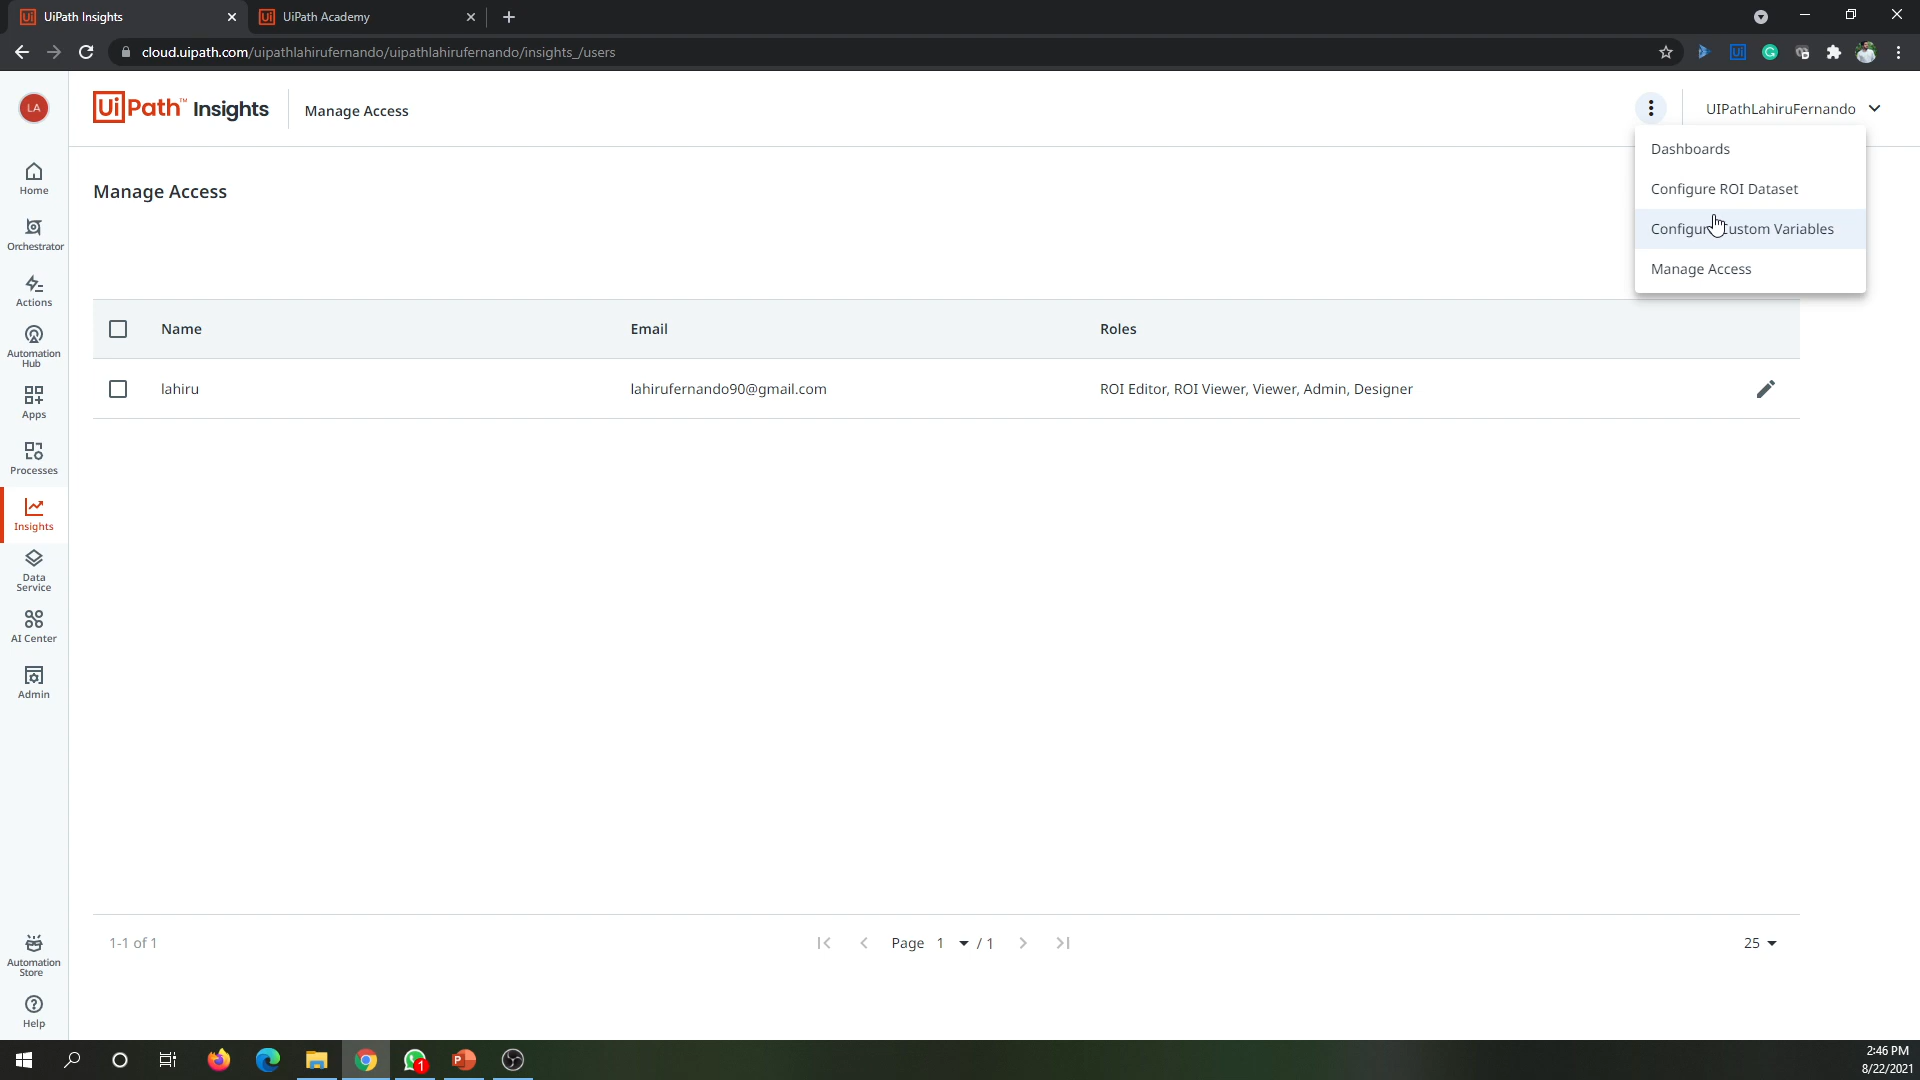 UiPath Insights
UiPath Academy
cloud.uipath.com/uipathlahirufernando/uipathlahirufernando/insights_/users
LA
UiPath™ Insights
Manage Access
UIPathLahiruFernando
Dashboards
Configure ROI Dataset
Configure Custom Variables
Manage Access
Home
Orchestrator
Actions
Automation
Hub
Apps
Processes
Insights
Data
Service
AI Center
Admin
Automation
Store
Help
Manage Access
Name Email Roles
lahiru lahirufernando90@gmail.com ROI Editor, ROI Viewer, Viewer, Admin, Designer
1-1 of 1 Page 1 / 1 25
1
2:46 PM
8/22/2021